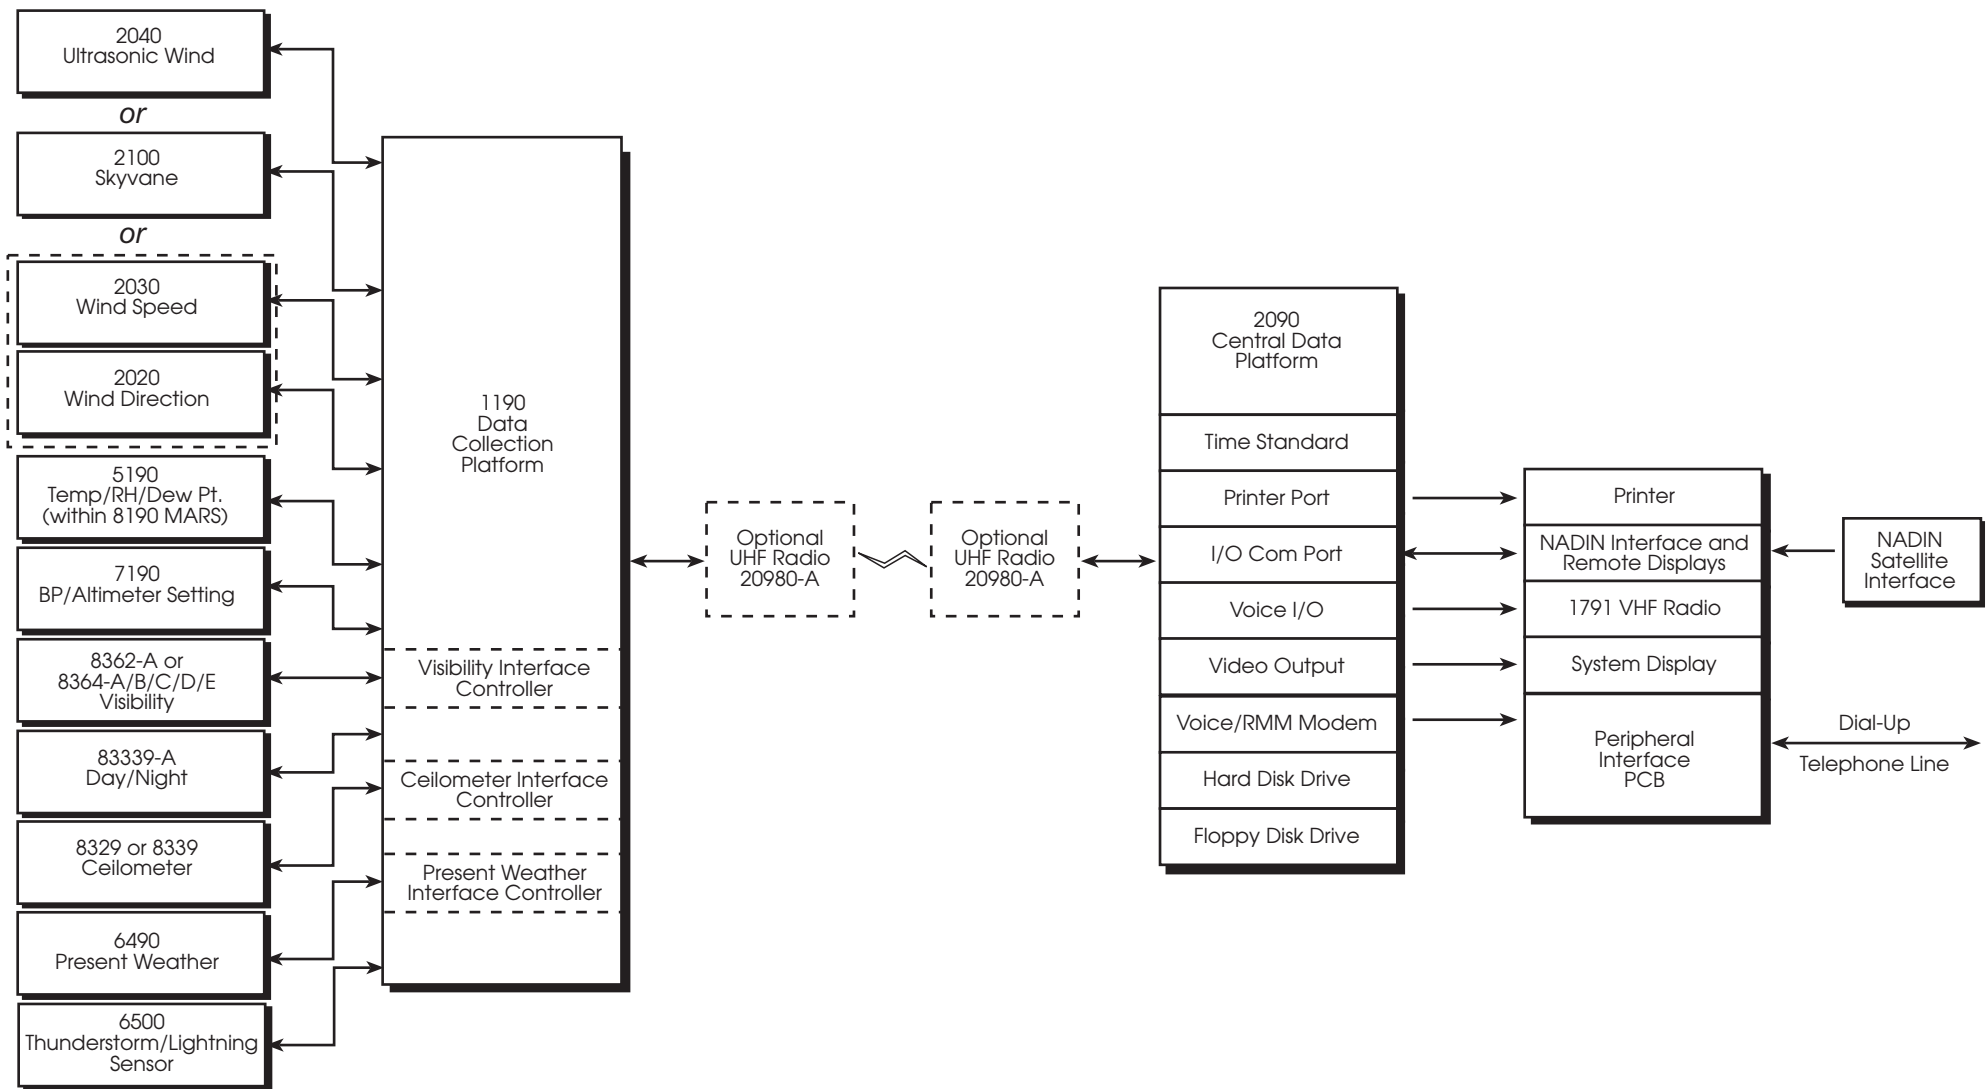 2040
Ultrasonic Wind
or
2100
Skyvane
or
2030
Wind Speed
2020
Wind Direction
5190
Temp/RH/Dew Pt.
(within 8190 MARS)
7190
BP/Altimeter Setting
8362-A or
8364-A/B/C/D/E
Visibility
83339-A
Day/Night
8329 or 8339
Ceilometer
6490
Present Weather
6500
Thunderstorm/Lightning
Sensor
1190
Data
Collection
Platform
Visibility Interface
Controller
Ceilometer Interface
Controller
Present Weather
Interface Controller
Optional
UHF Radio
20980-A
Optional
UHF Radio
20980-A
2090
Central Data
Platform
Time Standard
Printer Port
I/O Com Port
Voice I/O
Video Output
Voice/RMM Modem
Hard Disk Drive
Floppy Disk Drive
Printer
NADIN Interface and
Remote Displays
1791 VHF Radio
System Display
Peripheral
Interface
PCB
NADIN
Satellite
Interface
Dial-Up
Telephone Line